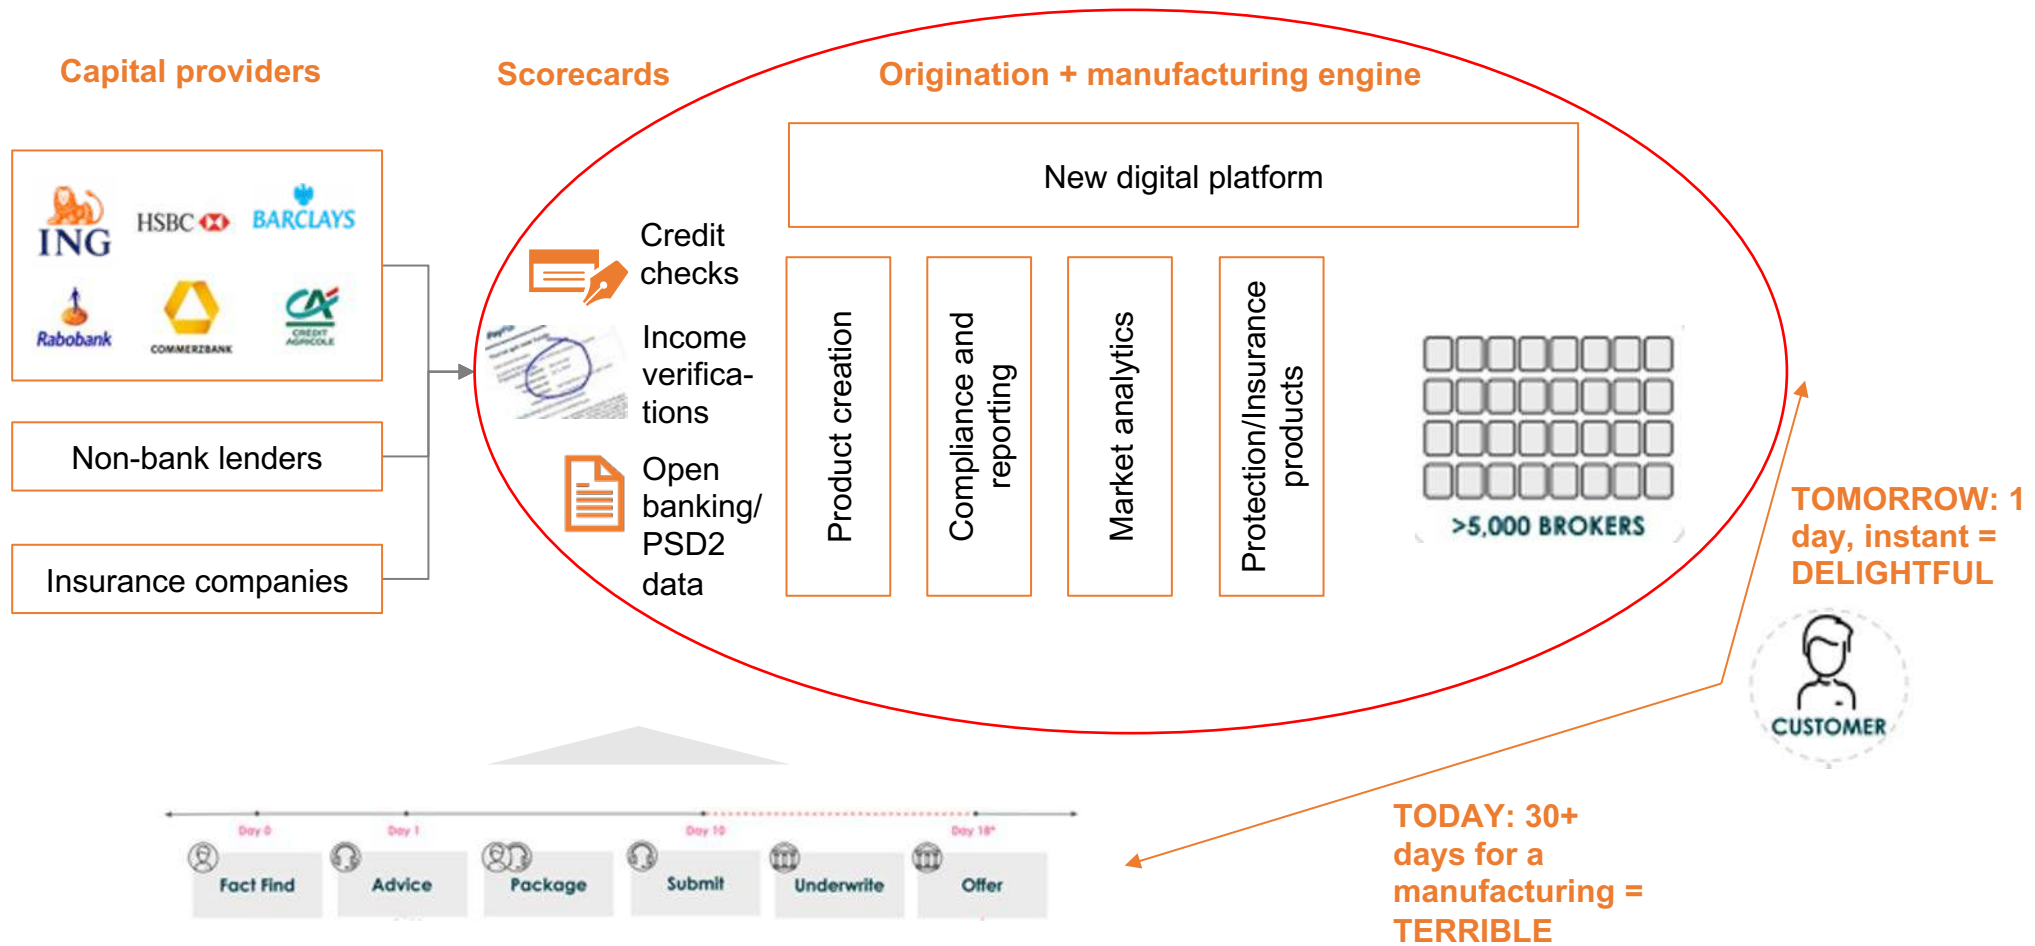 Capital providers
Scorecards
Origination + manufacturing engine
ING
HSBC
BARCLAYS
Rabobank
COMMERZBANK
CRÉDIT
AGRICOLE
Non-bank lenders
Insurance companies
Credit
checks
Income
verifica-
tions
Open
banking/
PSD2
data
New digital platform
Product creation
Compliance and
reporting
Market analytics
Protection/Insurance
products
>5,000 BROKERS
TOMORROW: 1
day, instant =
DELIGHTFUL
CUSTOMER
TODAY: 30+
days for a
manufacturing =
TERRIBLE
Day 0
Day 1
Day 10
Day 18*
Fact Find
Advice
Package
Submit
Underwrite
Offer